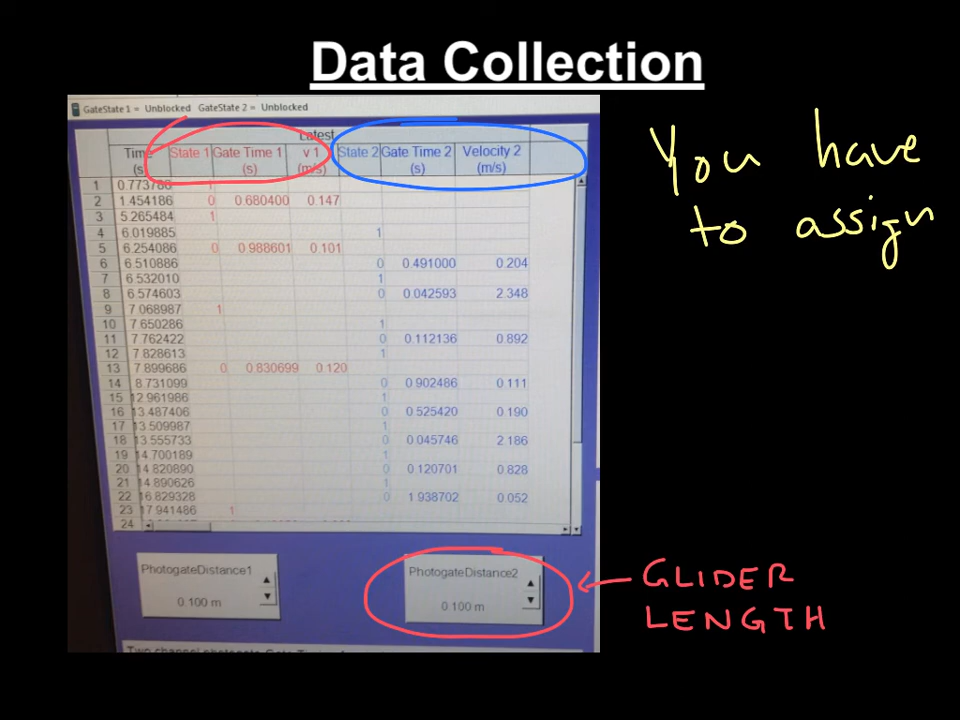 Data Collection
GateState 1 = Unblocked GateState 2 = Unblocked
You have
to assign
Latest
Time State 1 Gate Time 1 v 1 State 2 Gate Time 2 Velocity 2
(s) (s) (m/s) (s) (m/s)
1 0.773786 1
2 1.454186 0 0.680400 0.147
3 5.265484 1
4 6.019885 1
5 6.254086 0 0.988601 0.101
6 6.510886 0 0.491000 0.204
7 6.532010 1
8 6.574603 0 0.042593 2.348
9 7.068987 1
10 7.650286 1
11 7.762422 0 0.112136 0.892
12 7.828613 1
13 7.899686 0 0.830699 0.120
14 8.731099 0 0.902486 0.111
15 12.961986 1
16 13.487406 0 0.525420 0.190
17 13.509987 1
18 13.555733 0 0.045746 2.186
19 14.700189 1
20 14.820890 0 0.120701 0.828
21 14.890626 1
22 16.829328 0 1.938702 0.052
23 17.941486 1
24
PhotogateDistance1 PhotogateDistance2
0.100 m 0.100 m
GLIDER
LENGTH